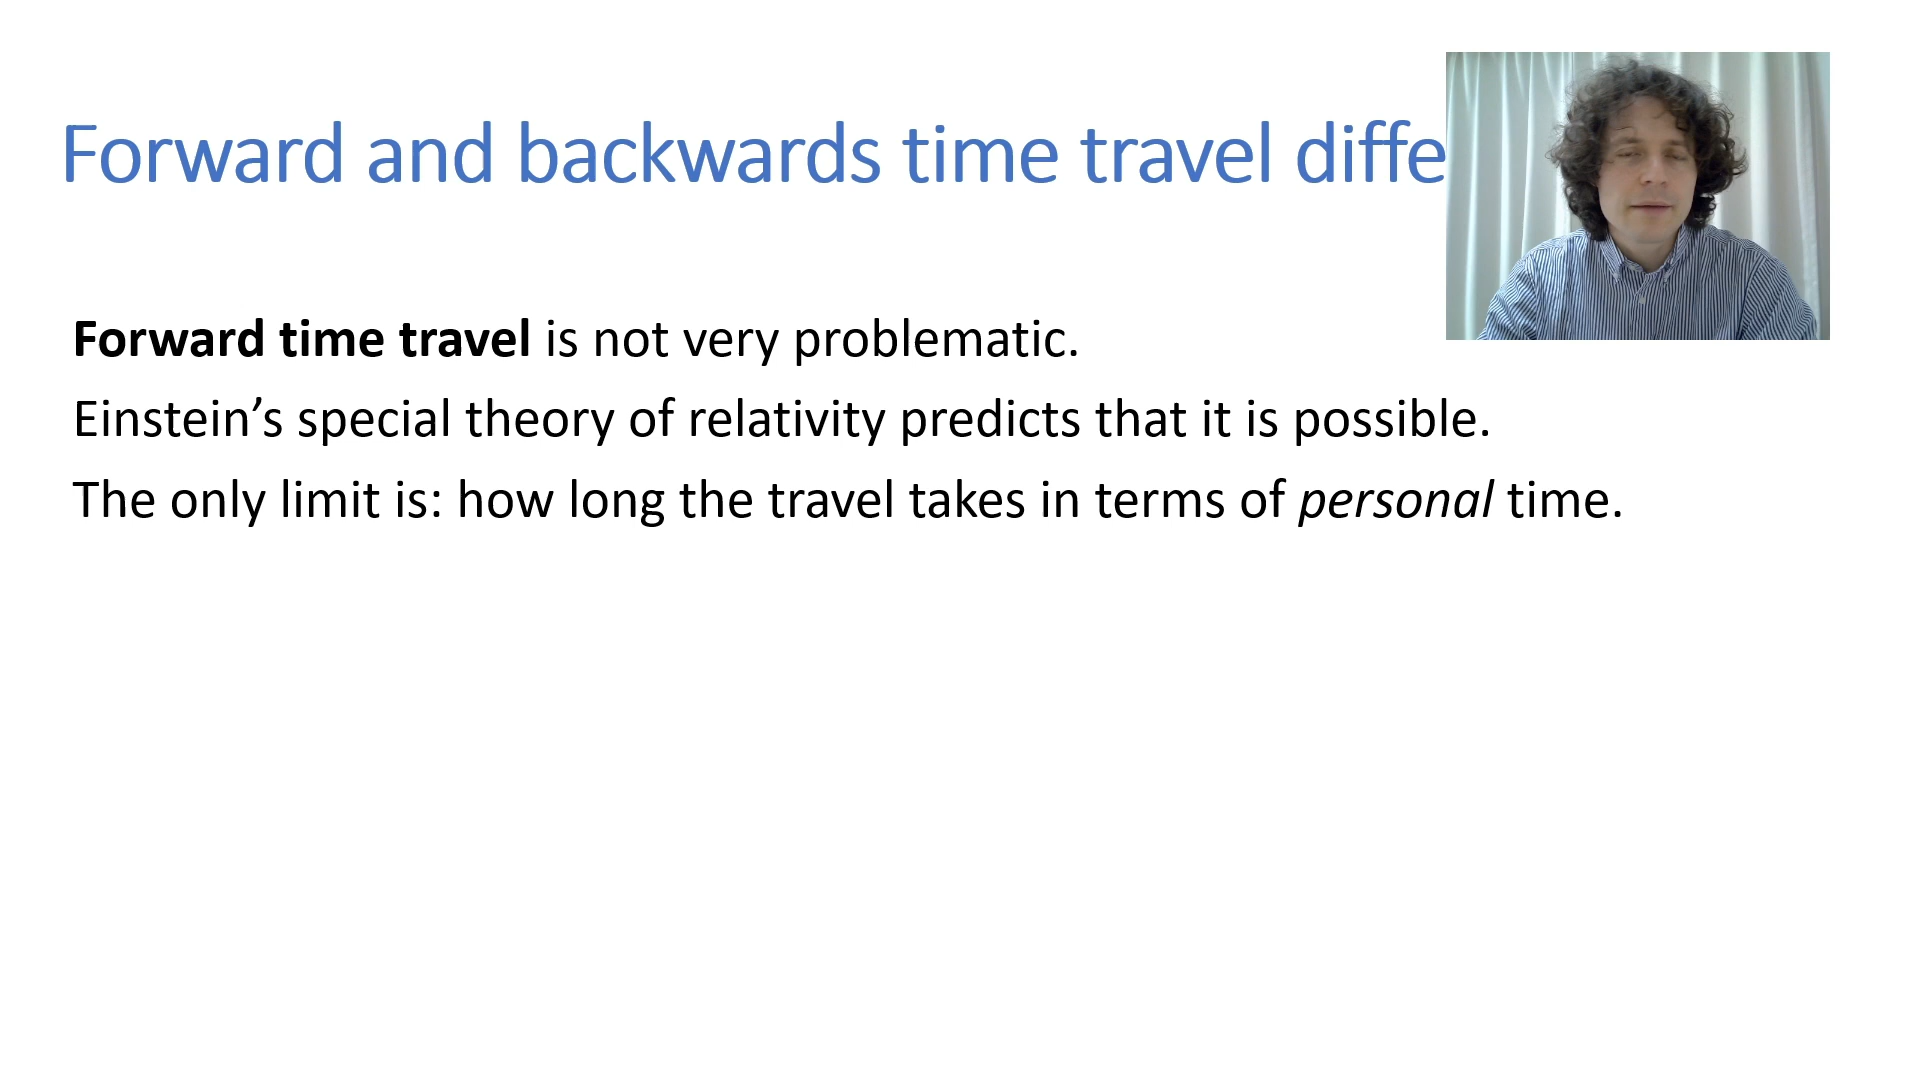 Forward and backwards time travel diffe
Forward time travel is not very problematic.
Einstein’s special theory of relativity predicts that it is possible.
The only limit is: how long the travel takes in terms of personal time.